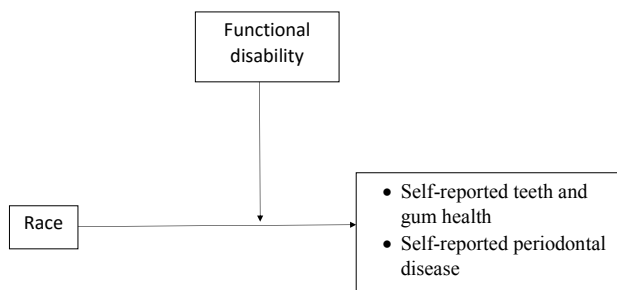 Functional
disability
Race
• Self-reported teeth and
gum health
• Self-reported periodontal
disease